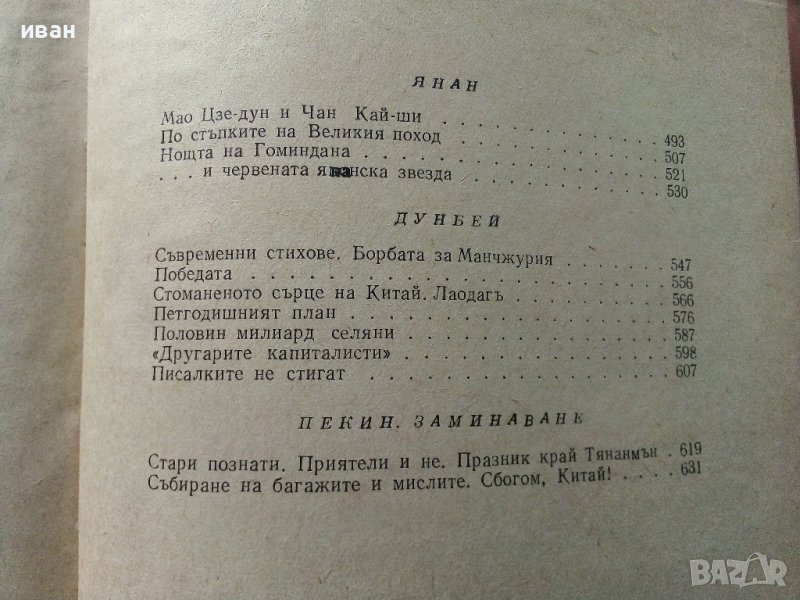 иван
ЯНАН
Мао Цзе-дун и Чан Кай-ши . . . . . . . . . . 493
По стъпките на Великия поход . . . . . . . . . 507
Нощта на Гоминдана . . . . . . . . . . . . . 521
. . . и червената янанска звезда . . . . . . . . 530
ДУНБЕЙ
Съвременни стихове. Борбата за Манчжурия . . . . . . 547
Победата . . . . . . . . . . . . . . . . . 556
Стоманеното сърце на Китай. Лаодагъ . . . . . . . 566
Петгодишният план . . . . . . . . . . . . . 576
Половин милиард селяни . . . . . . . . . . . 587
«Другарите капиталисти» . . . . . . . . . . . 598
Писалките не стигат . . . . . . . . . . . . . 607
ПЕКИН. ЗАМИНАВАНЕ
Стари познати. Приятели и не. Празник край Тянанмън . 619
Събиране на багажите и мислите. Сбогом, Китай! . . . . 631
BAZAR